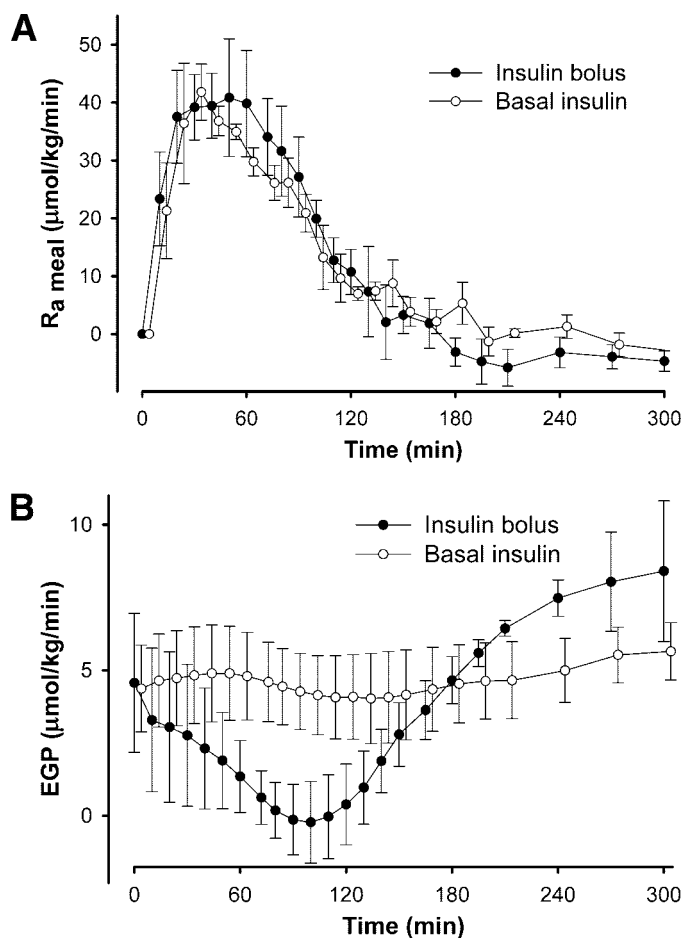 A
50
40
30
20
10
0
Rₐ meal (μmol/kg/min)
Insulin bolus
Basal insulin
0 60 120 180 240 300
Time (min)
B
10
5
0
EGP (μmol/kg/min)
Insulin bolus
Basal insulin
0 60 120 180 240 300
Time (min)